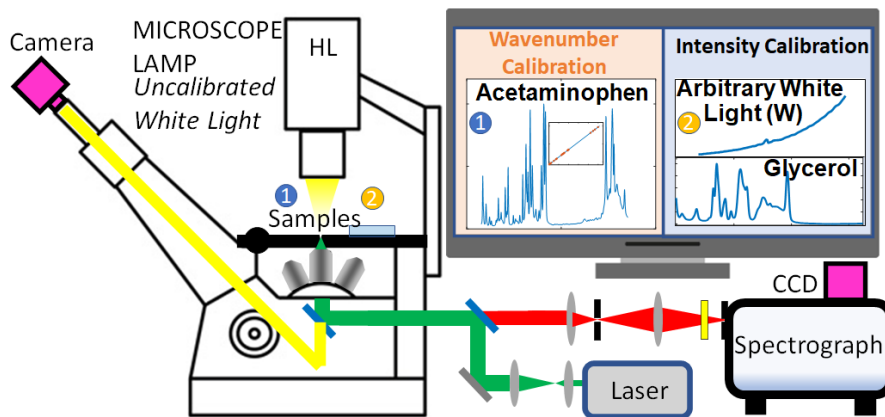 Camera
MICROSCOPE
LAMP
Uncalibrated
White Light
HL
1
2
Samples
Wavenumber
Calibration
Acetaminophen
1
Intensity Calibration
Arbitrary White
Light (W)
2
Glycerol
CCD
Spectrograph
Laser